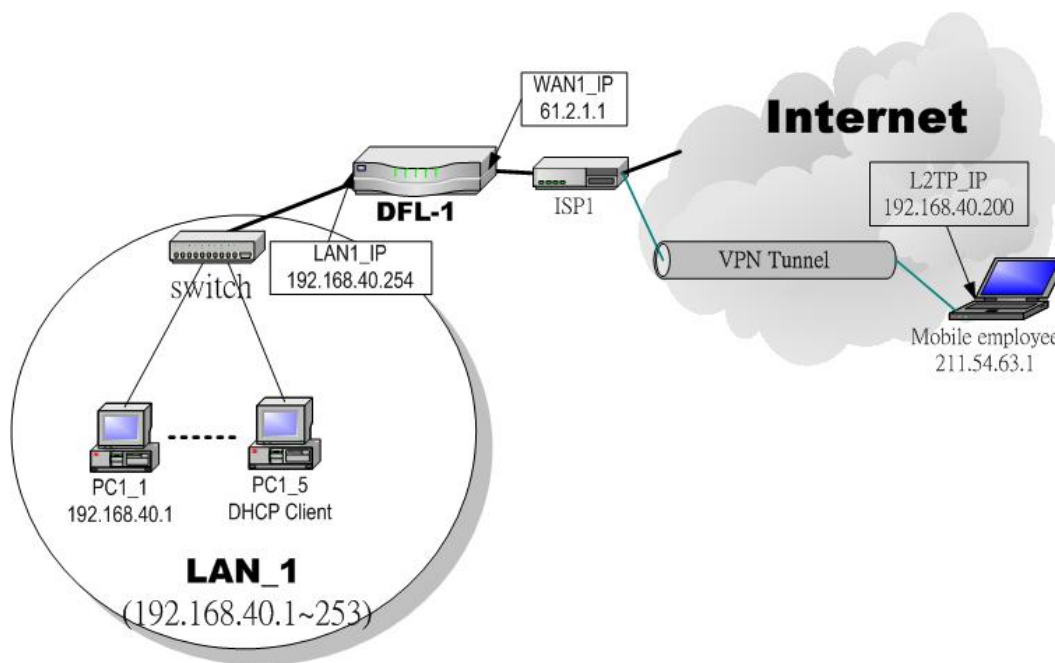 WAN1_IP
61.2.1.1
Internet
DFL-1
ISP1
L2TP_IP
192.168.40.200
LAN1_IP
192.168.40.254
switch
VPN Tunnel
Mobile employee
211.54.63.1
PC1_1
192.168.40.1
PC1_5
DHCP Client
LAN_1
(192.168.40.1~253)